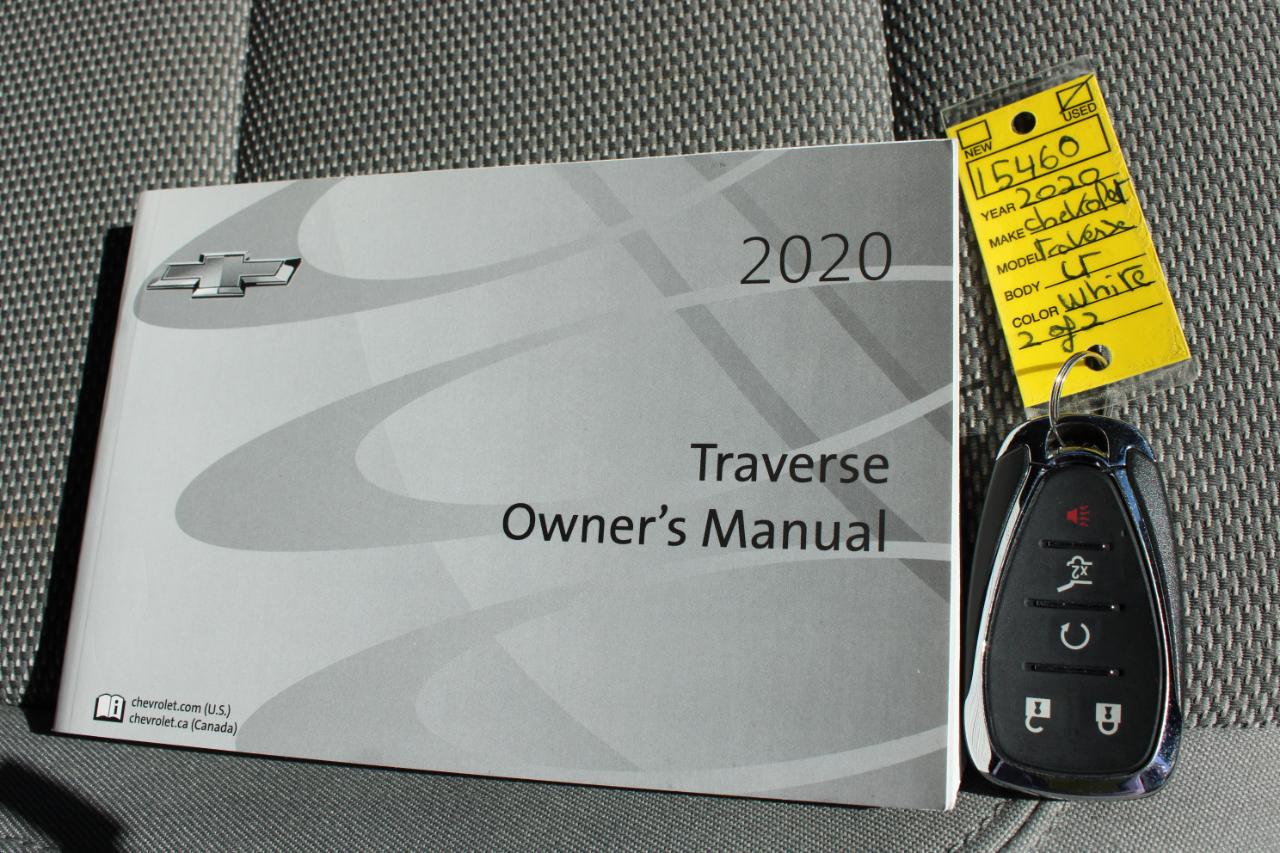 2020
Traverse
Owner's Manual
chevrolet.com (U.S.)
chevrolet.ca (Canada)
NEW
USED
15460
YEAR 2020
MAKE chevrolet
MODEL Traverse
BODY
COLOR White
2 of 2
x2